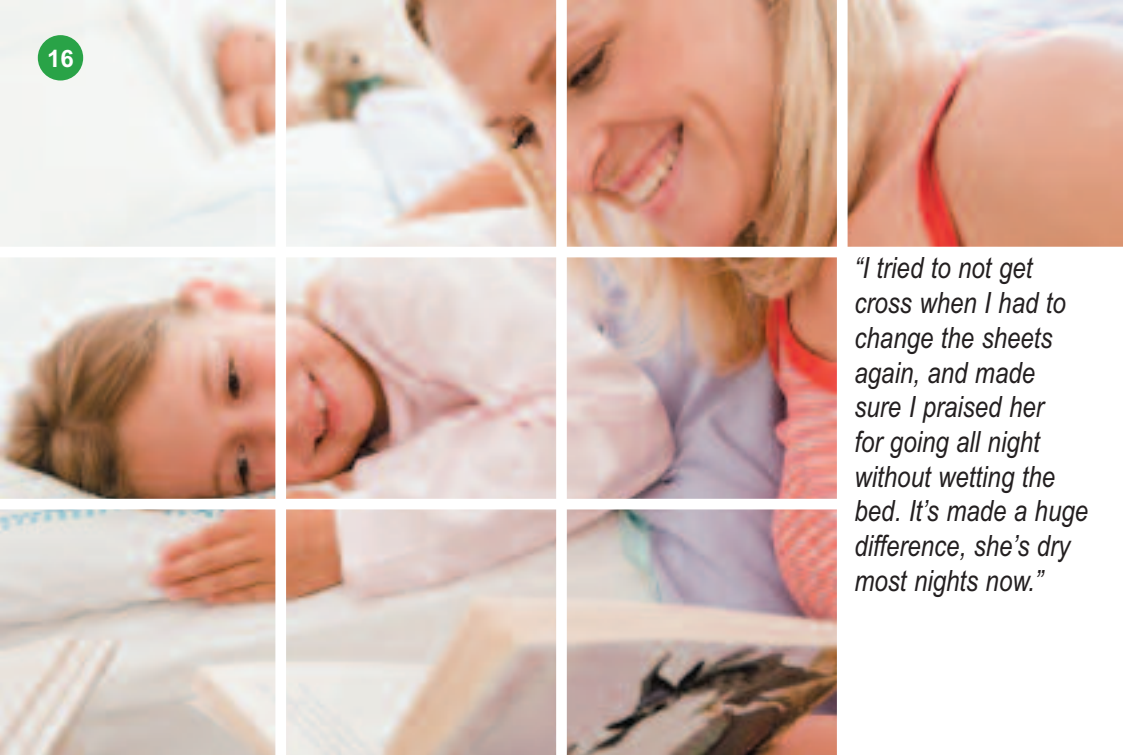 16
“I tried to not get
cross when I had to
change the sheets
again, and made
sure I praised her
for going all night
without wetting the
bed. It’s made a huge
difference, she’s dry
most nights now.”